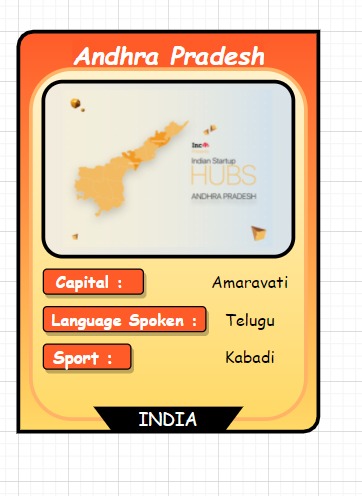 Andhra Pradesh
Inc42
Indian Startup
HUBS
ANDHRA PRADESH
Capital : Amaravati
Language Spoken : Telugu
Sport : Kabadi
INDIA